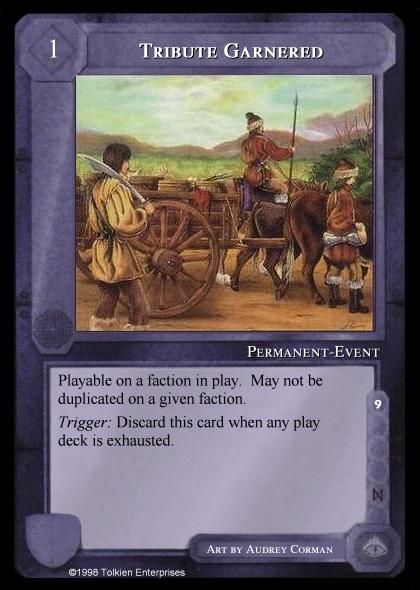 1
TRIBUTE GARNERED
PERMANENT-EVENT
Playable on a faction in play. May not be
duplicated on a given faction.
Trigger: Discard this card when any play
deck is exhausted.
9
ART BY AUDREY CORMAN
©1998 Tolkien Enterprises